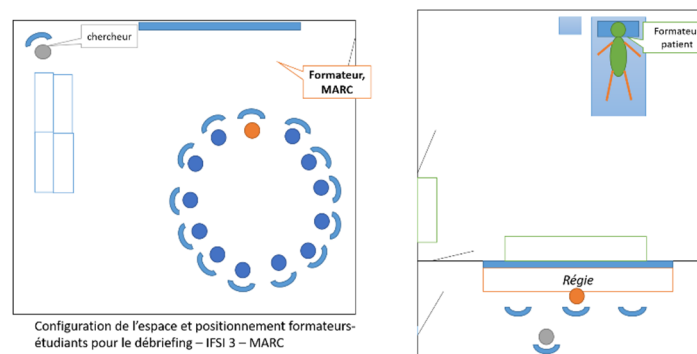 chercheur
Formateur,
MARC
Configuration de l'espace et positionnement formateurs-
étudiants pour le débriefing – IFSI 3 – MARC
Formateur
patient
Régie